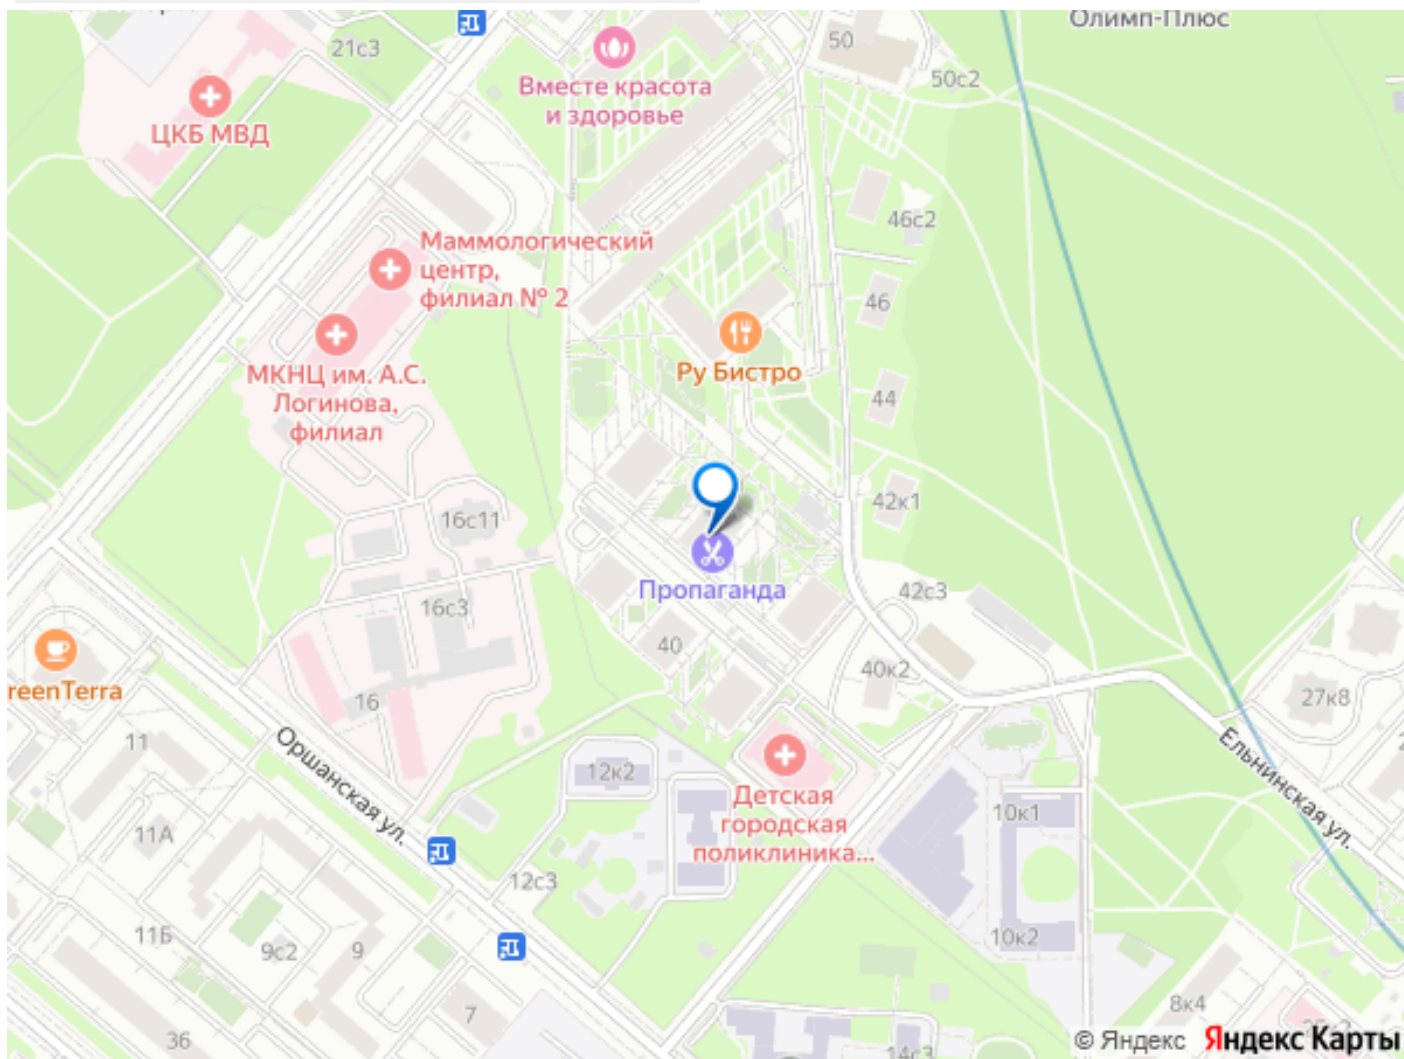 Олимп-Плюс
21с3
50
50с2
Вместе красота
и здоровье
ЦКБ МВД
46с2
Маммологический
центр,
филиал № 2
46
Ру Бистро
МКНЦ им. А.С.
Логинова,
филиал
44
42к1
16с11
Пропаганда
42с3
16с3
40
40к2
reenTerra
16
27к8
11
Оршанская ул.
Ельнинская ул.
12к2
Детская
городская
поликлиника...
10к1
11А
12с3
11Б
9с2
9
10к2
7
8к4
36
14с3
© Яндекс Яндекс Карты